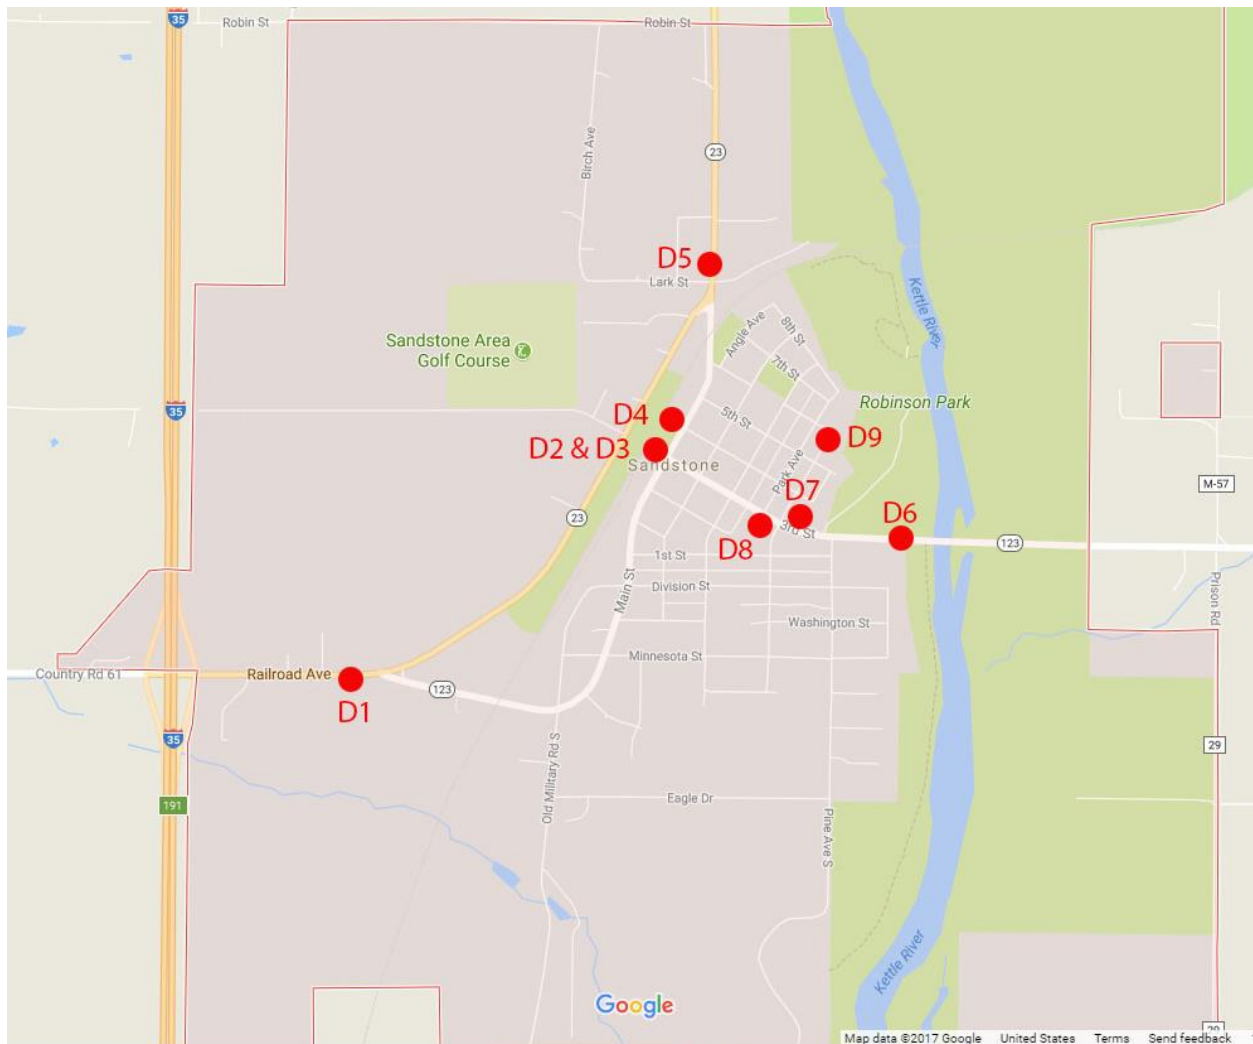 35
Robin St
Robin St
Birch Ave
23
D5
Lark St
Kettle River
Angle Ave
8th St
Sandstone Area
Golf Course
7th St
35
D4
5th St
Robinson Park
D2 & D3
D9
Sandstone
Park Ave
M-57
D7
23
3rd St
D6
D8
123
1st St
Main St
Division St
Prison Rd
Washington St
Minnesota St
Country Rd 61
Railroad Ave
123
D1
35
29
Old Military Rd S
Eagle Dr
191
Pine Ave S
Kettle River
Google
29
Map data ©2017 Google United States Terms Send feedback